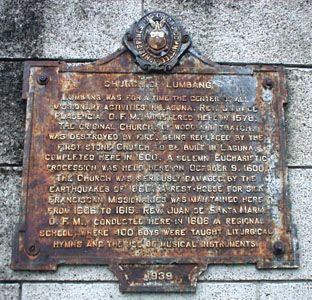 CHURCH OF LUMBANG
LUMBANG WAS FOR A TIME THE CENTER OF ALL
MISSIONARY ACTIVITIES IN LAGUNA. REV.
PLASENCIA, O.F.M., MINISTERED HERE IN 1578.
THE ORIGINAL CHURCH OF WOOD AND THATCH
WAS DESTROYED BY FIRE, BEING REPLACED BY THE
FIRST STONE CHURCH TO BE BUILT IN LAGUNA,
COMPLETED HERE IN 1600. A SOLEMN EUCHARISTIC
PROCESSION WAS HELD HERE ON OCTOBER 9, 1600.
THE CHURCH WAS SERIOUSLY DAMAGED BY THE
EARTHQUAKES OF A REST-HOUSE FOR SICK
FRANCISCAN MISSIONARIES WAS MAINTAINED HERE
FROM 1606 TO 1618. REV. JUAN DE SANTA MARTA,
O.F.M., CONDUCTED HERE IN 1606 A REGIONAL
SCHOOL, WHERE 400 BOYS WERE TAUGHT LITURGICAL
HYMNS AND THE USE OF MUSICAL INSTRUMENTS.
1939